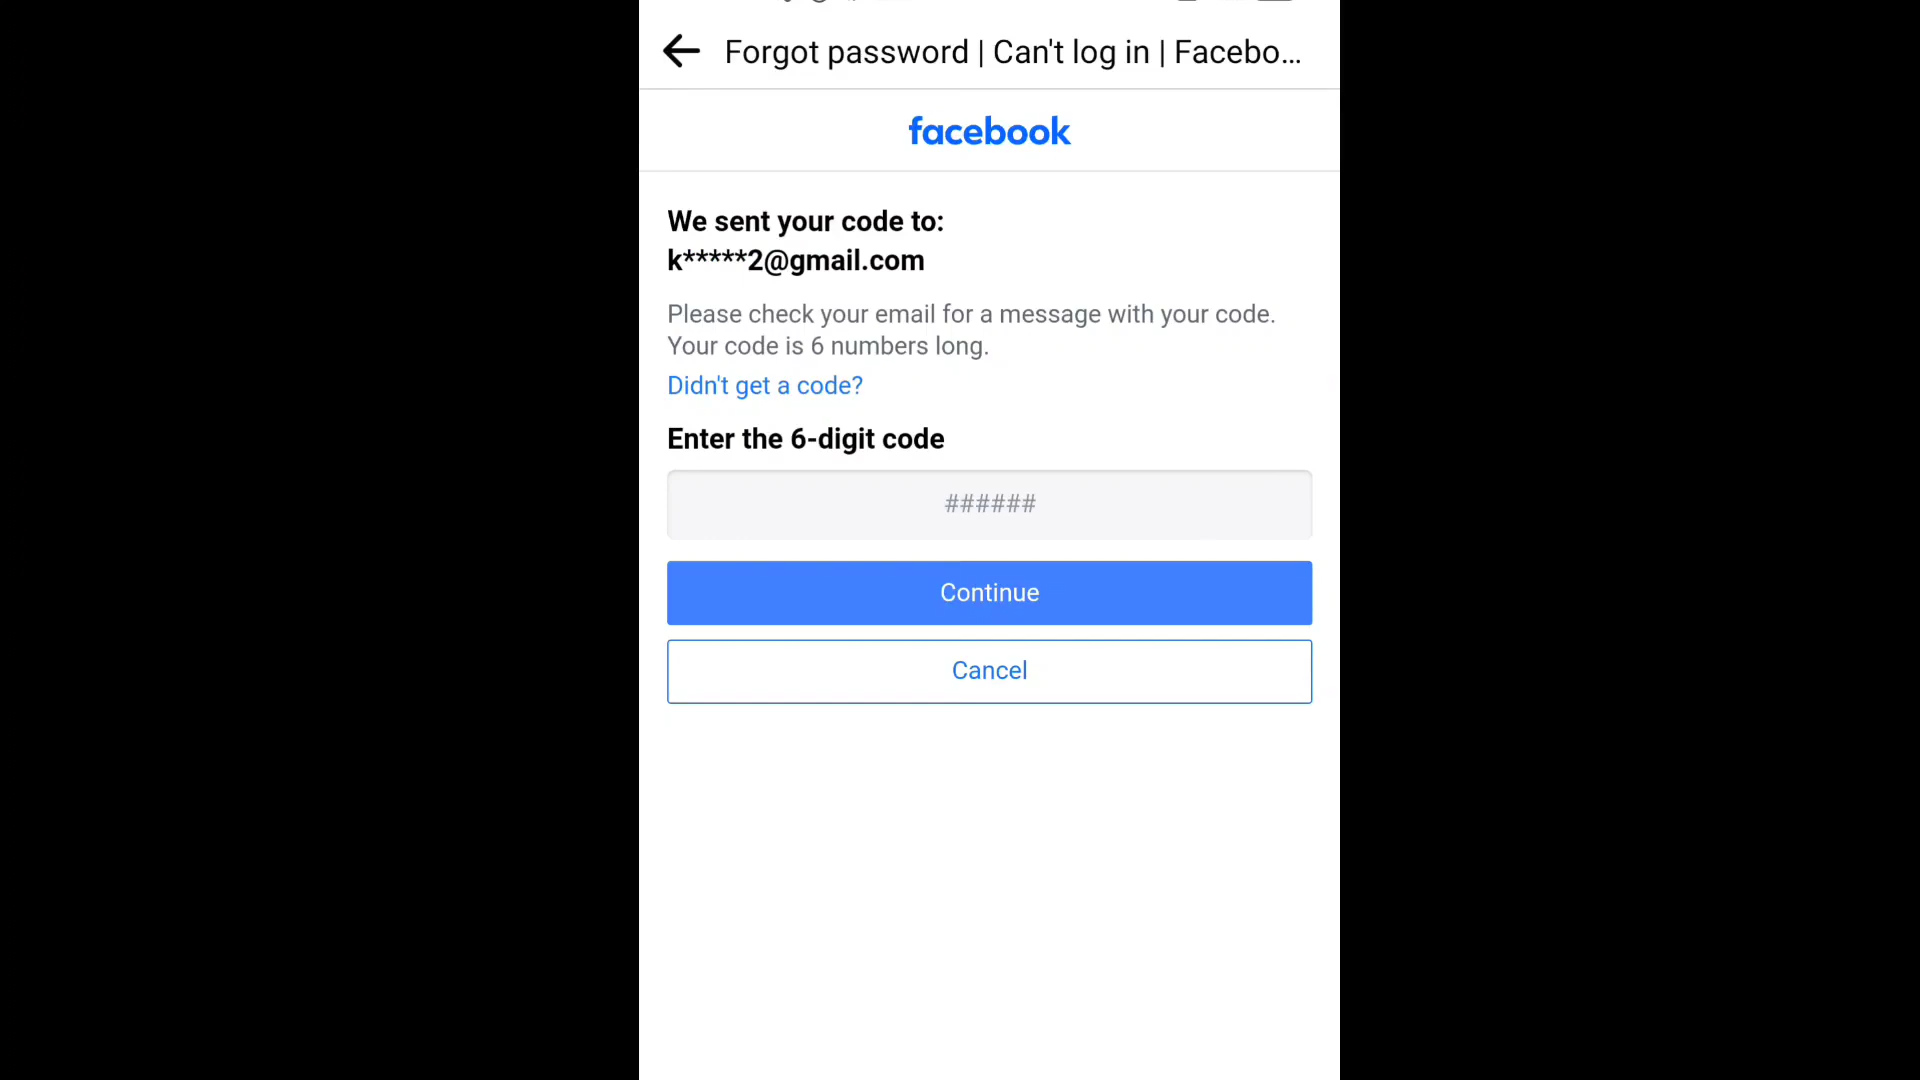 Forgot password | Can't log in | Facebo...
facebook
We sent your code to:
k*****2@gmail.com
Please check your email for a message with your code.
Your code is 6 numbers long.
Didn't get a code?
Enter the 6-digit code
######
Continue
Cancel